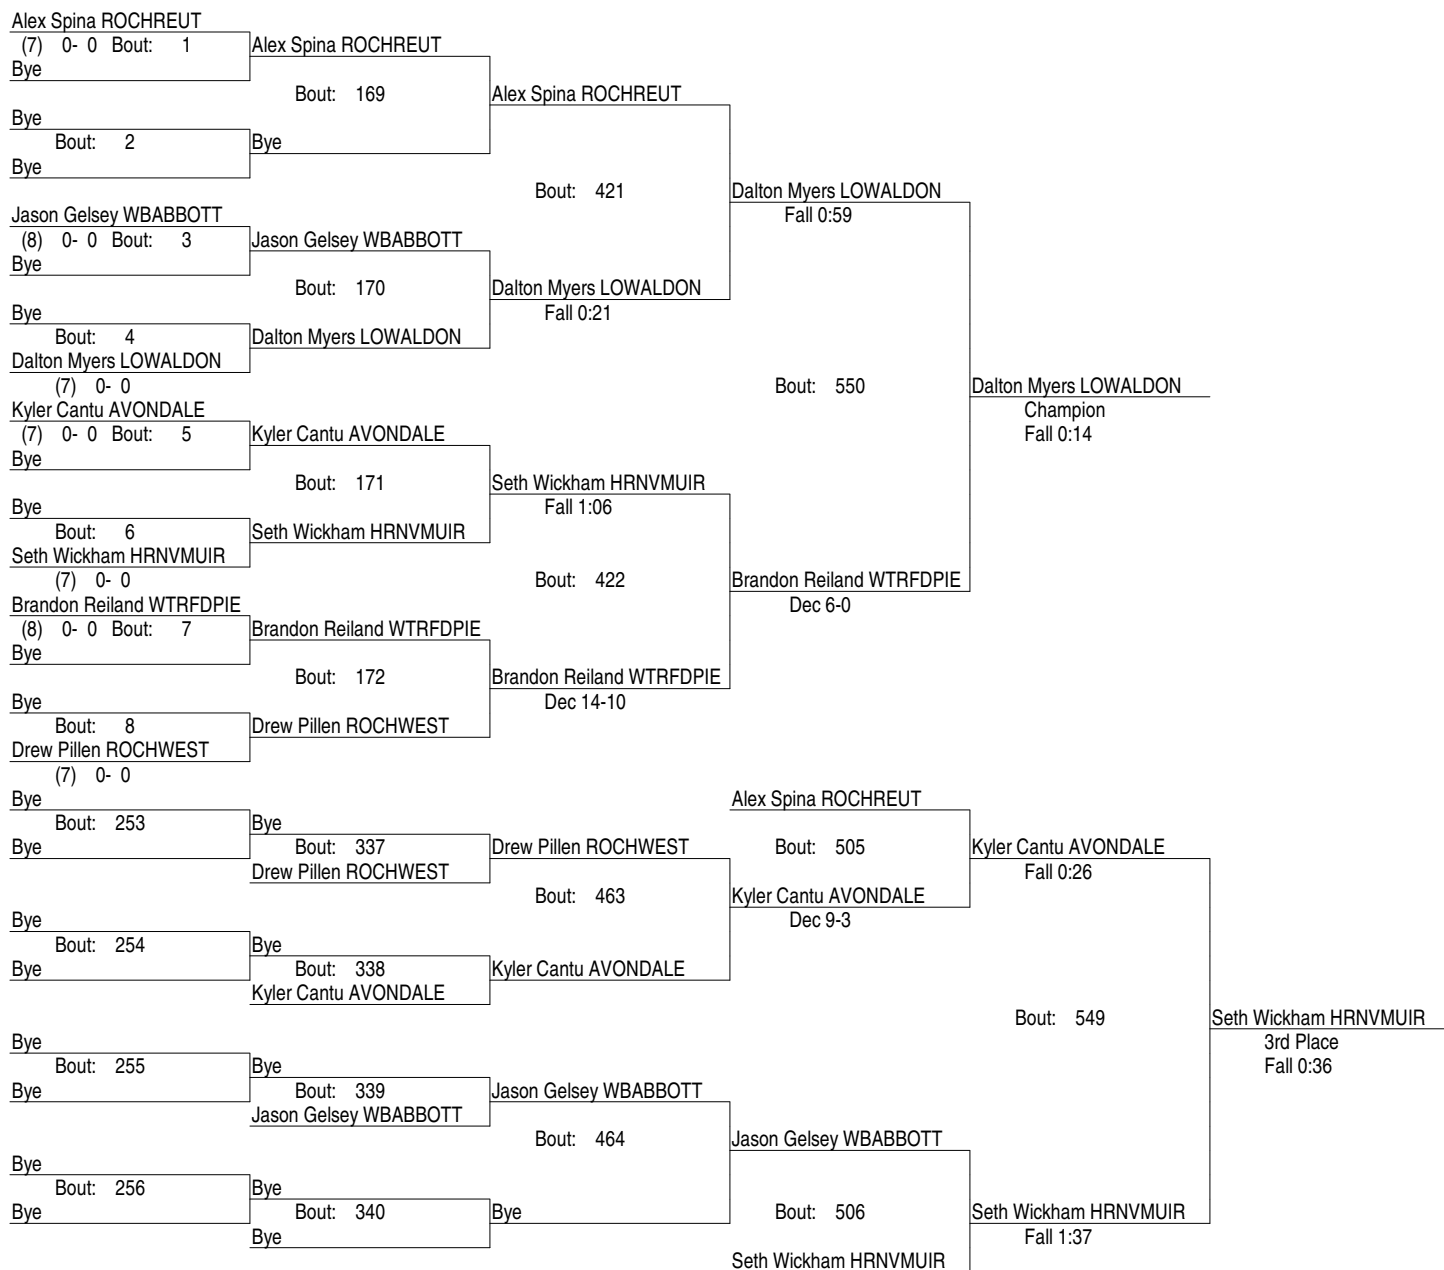 Alex Spina ROCHREUT
(7) 0- 0 Bout: 1 Alex Spina ROCHREUT
Bye
Bout: 169 Alex Spina ROCHREUT
Bye
Bout: 2 Bye
Bye
Bout: 421 Dalton Myers LOWALDON
Jason Gelsey WBABBOTT Fall 0:59
(8) 0- 0 Bout: 3 Jason Gelsey WBABBOTT
Bye
Bout: 170 Dalton Myers LOWALDON
Bye Fall 0:21
Bout: 4 Dalton Myers LOWALDON
Dalton Myers LOWALDON
(7) 0- 0 Bout: 550 Dalton Myers LOWALDON
Kyler Cantu AVONDALE Champion
(7) 0- 0 Bout: 5 Kyler Cantu AVONDALE Fall 0:14
Bye
Bout: 171 Seth Wickham HRNVMUIR
Bye Fall 1:06
Bout: 6 Seth Wickham HRNVMUIR
Seth Wickham HRNVMUIR
(7) 0- 0 Bout: 422 Brandon Reiland WTRFDPIE
Brandon Reiland WTRFDPIE Dec 6-0
(8) 0- 0 Bout: 7 Brandon Reiland WTRFDPIE
Bye
Bout: 172 Brandon Reiland WTRFDPIE
Bye Dec 14-10
Bout: 8 Drew Pillen ROCHWEST
Drew Pillen ROCHWEST
(7) 0- 0
Bye Alex Spina ROCHREUT
Bout: 253 Bye
Bye Bout: 337 Drew Pillen ROCHWEST Bout: 505 Kyler Cantu AVONDALE
Drew Pillen ROCHWEST Fall 0:26
Bout: 463 Kyler Cantu AVONDALE
Bye Dec 9-3
Bout: 254 Bye
Bye Bout: 338 Kyler Cantu AVONDALE
Kyler Cantu AVONDALE
Bout: 549 Seth Wickham HRNVMUIR
Bye 3rd Place
Bout: 255 Bye Fall 0:36
Bye Bout: 339 Jason Gelsey WBABBOTT
Jason Gelsey WBABBOTT
Bout: 464 Jason Gelsey WBABBOTT
Bye
Bout: 256 Bye
Bye Bout: 340 Bye Bout: 506 Seth Wickham HRNVMUIR
Bye Fall 1:37
Seth Wickham HRNVMUIR